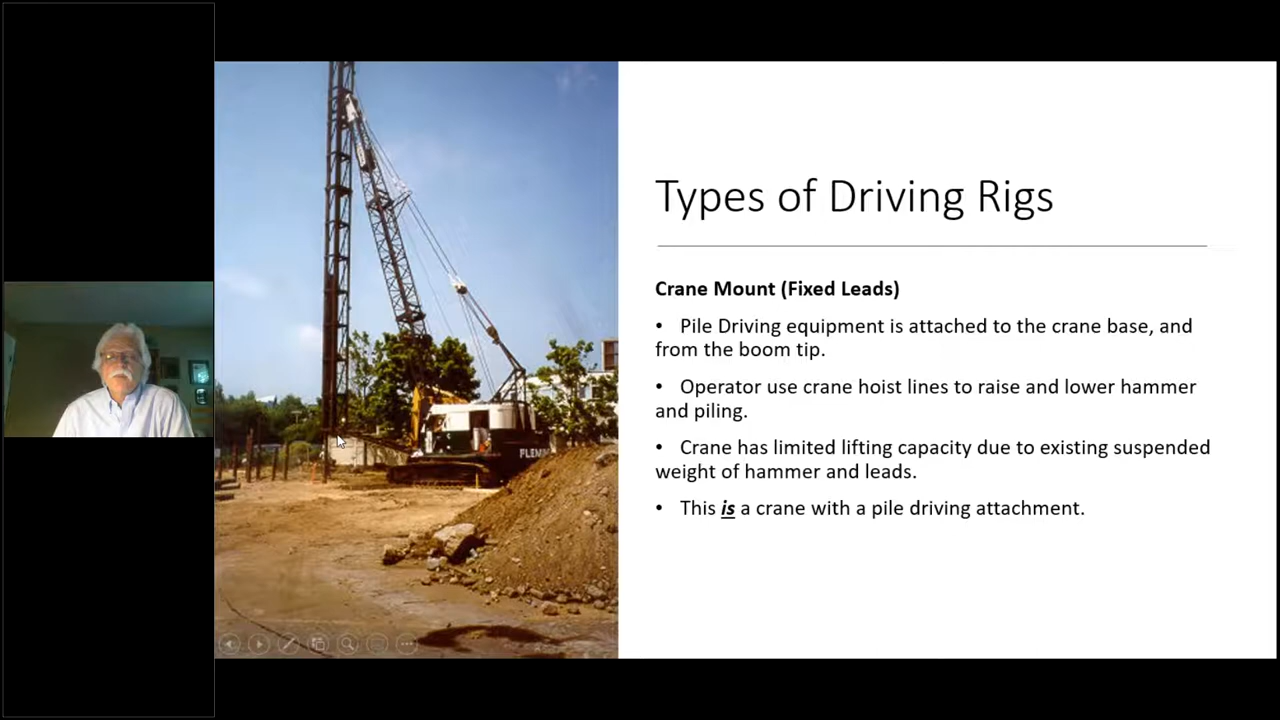 Types of Driving Rigs
Crane Mount (Fixed Leads)
• Pile Driving equipment is attached to the crane base, and
from the boom tip.
• Operator use crane hoist lines to raise and lower hammer
and piling.
• Crane has limited lifting capacity due to existing suspended
weight of hammer and leads.
• This is a crane with a pile driving attachment.